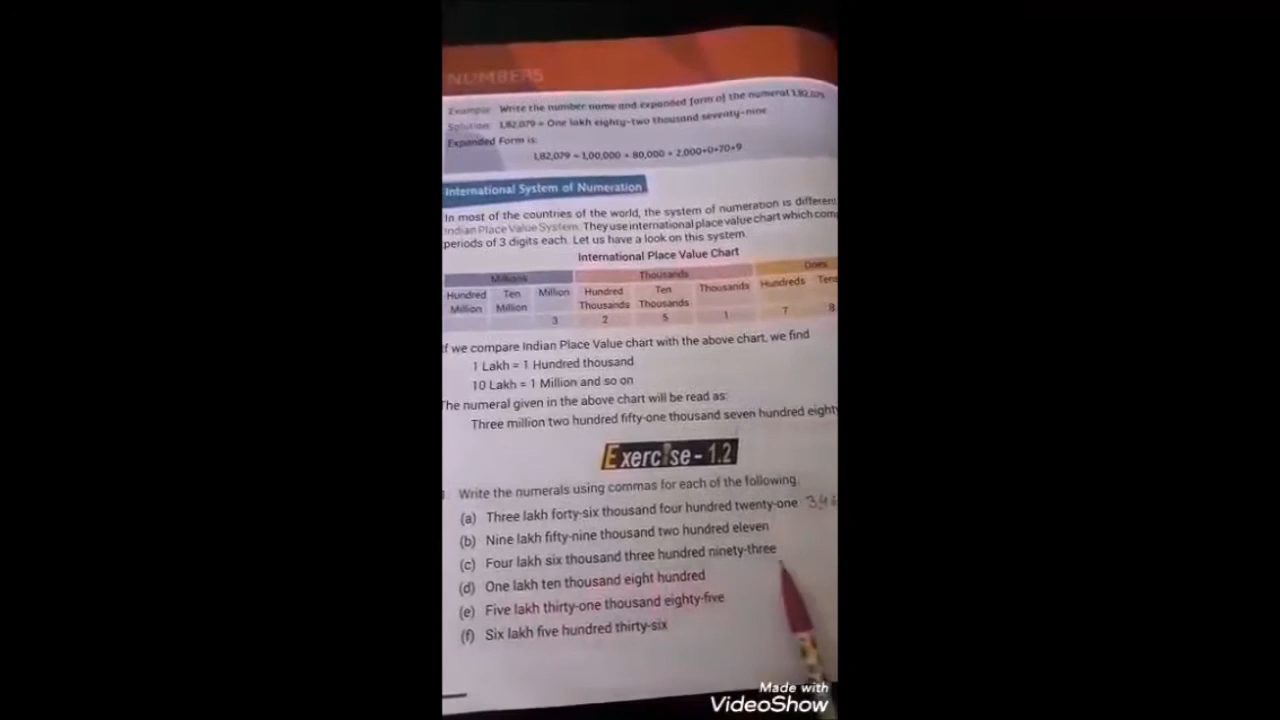 NUMBERS
Example: Write the number name and expanded form of the numeral 1,82,079.
Solution: 1,82,079 = One lakh eighty-two thousand seventy-nine
Expanded Form is:
1,82,079 = 1,00,000 + 80,000 + 2,000+0+70+9
International System of Numeration
In most of the countries of the world, the system of numeration is different
Indian Place Value System. They use international place value chart which com
periods of 3 digits each. Let us have a look on this system.
International Place Value Chart
Millions Thousands Ones
Hundred Million Ten Million Million Hundred Thousands Ten Thousands Thousands Hundreds Tens
3 2 5 1 7 8
If we compare Indian Place Value chart with the above chart, we find
1 Lakh = 1 Hundred thousand
10 Lakh = 1 Million and so on
The numeral given in the above chart will be read as:
Three million two hundred fifty-one thousand seven hundred eighty
Exercise - 1.2
Write the numerals using commas for each of the following.
(a) Three lakh forty-six thousand four hundred twenty-one 3,46
(b) Nine lakh fifty-nine thousand two hundred eleven
(c) Four lakh six thousand three hundred ninety-three
(d) One lakh ten thousand eight hundred
(e) Five lakh thirty-one thousand eighty-five
(f) Six lakh five hundred thirty-six
Made with
VideoShow